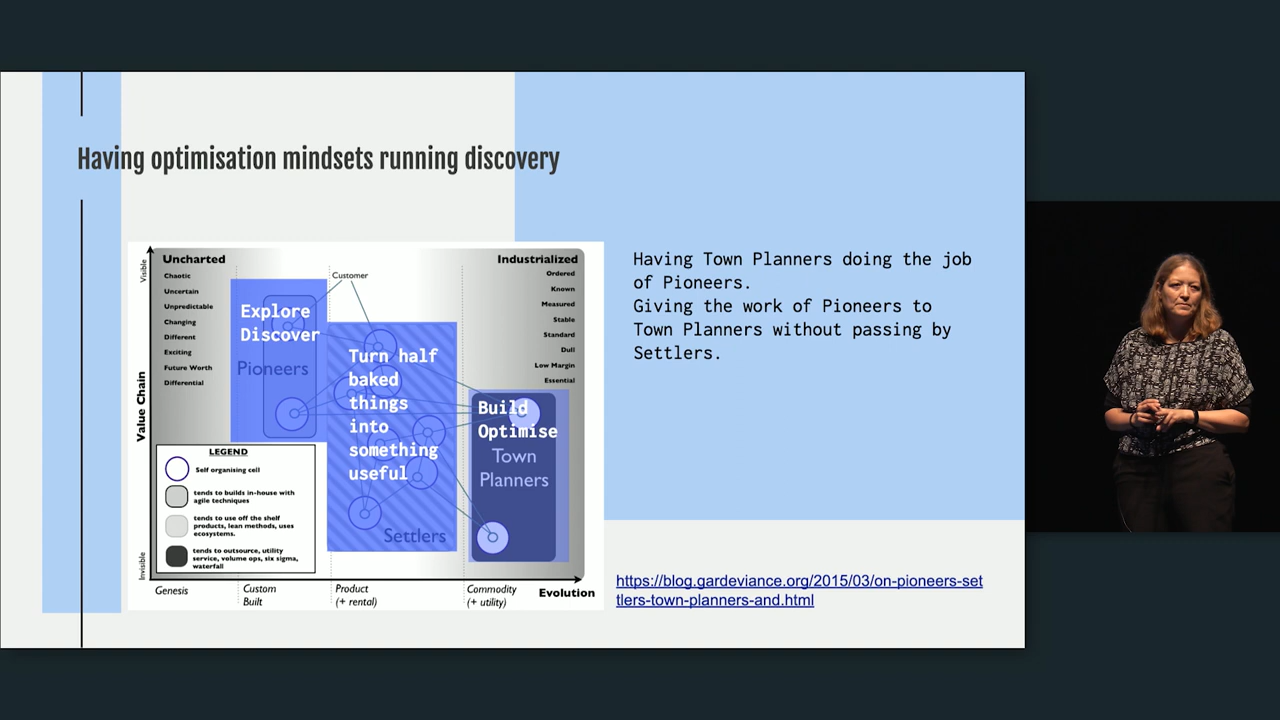 Having optimisation mindsets running discovery
Uncharted
Chaotic
Uncertain
Unpredictable
Changing
Different
Exciting
Future Worth
Differential
Customer
Industrialized
Ordered
Known
Measured
Stable
Standard
Dull
Low Margin
Essential
Visible
Value Chain
Invisible
Explore
Discover
Pioneers
Turn half
baked
things
into
something
useful
Settlers
Build
Optimise
Town
Planners
LEGEND
Self organising cell
tends to builds in-house with
agile techniques
tends to use off the shelf
products, lean methods, uses
ecosystems.
tends to outsource, utility
service, volume ops, six sigma,
waterfall
Genesis
Custom
Built
Product
(+ rental)
Commodity
(+ utility)
Evolution
Having Town Planners doing the job
of Pioneers.
Giving the work of Pioneers to
Town Planners without passing by
Settlers.
https://blog.gardeviance.org/2015/03/on-pioneers-set
tlers-town-planners-and.html